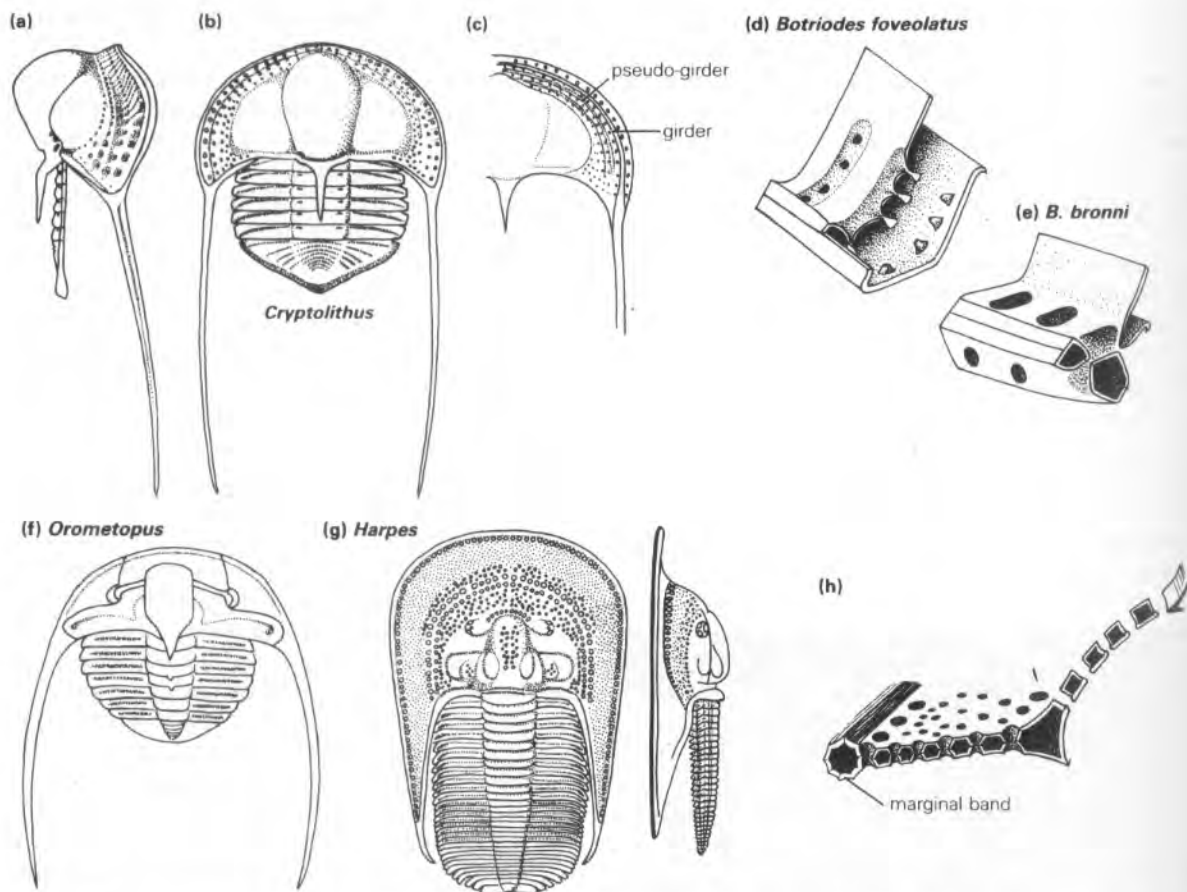 (a)
(b)
(c)
(d) Botriodes foveolatus
pseudo-girder
girder
(e) B. bronni
Cryptolithus
(f) Orometopus
(g) Harpes
(h)
marginal band